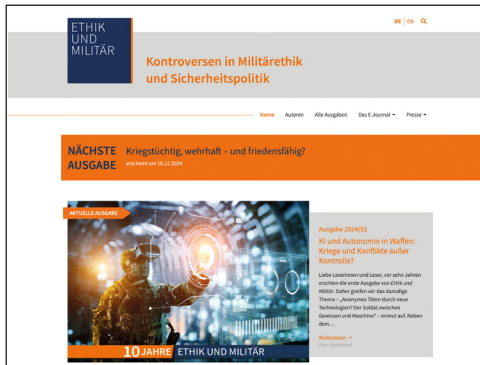 ETHIK
UND
MILITÄR
DE | EN
Kontroversen in Militärethik
und Sicherheitspolitik
Home Autoren Alle Ausgaben Das E-Journal Presse
NÄCHSTE
AUSGABE
Kriegstüchtig, wehrhaft – und friedensfähig?
erscheint am 16.12.2024
AKTUELLE AUSGABE
10 JAHRE ETHIK UND MILITÄR
Ausgabe 2024/01
KI und Autonomie in Waffen:
Kriege und Konflikte außer
Kontrolle?
Liebe Leserinnen und Leser, vor zehn Jahren
erschien die erste Ausgabe von Ethik und
Militär. Daher greifen wir das damalige
Thema – „Anonymes Töten durch neue
Technologien? Der Soldat zwischen
Gewissen und Maschine“ – erneut auf. Neben
dem…
Weiterlesen →